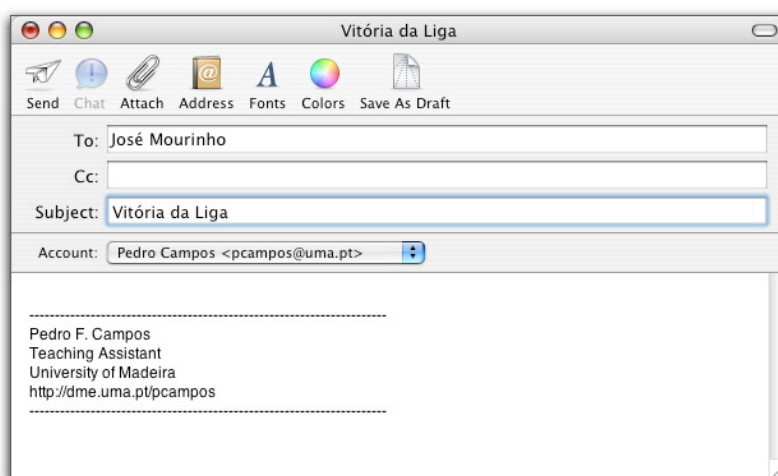 Vitória da Liga
Send Chat Attach Address Fonts Colors Save As Draft
To: José Mourinho
Cc:
Subject: Vitória da Liga
Account: Pedro Campos <pcampos@uma.pt>
Pedro F. Campos
Teaching Assistant
University of Madeira
http://dme.uma.pt/pcampos